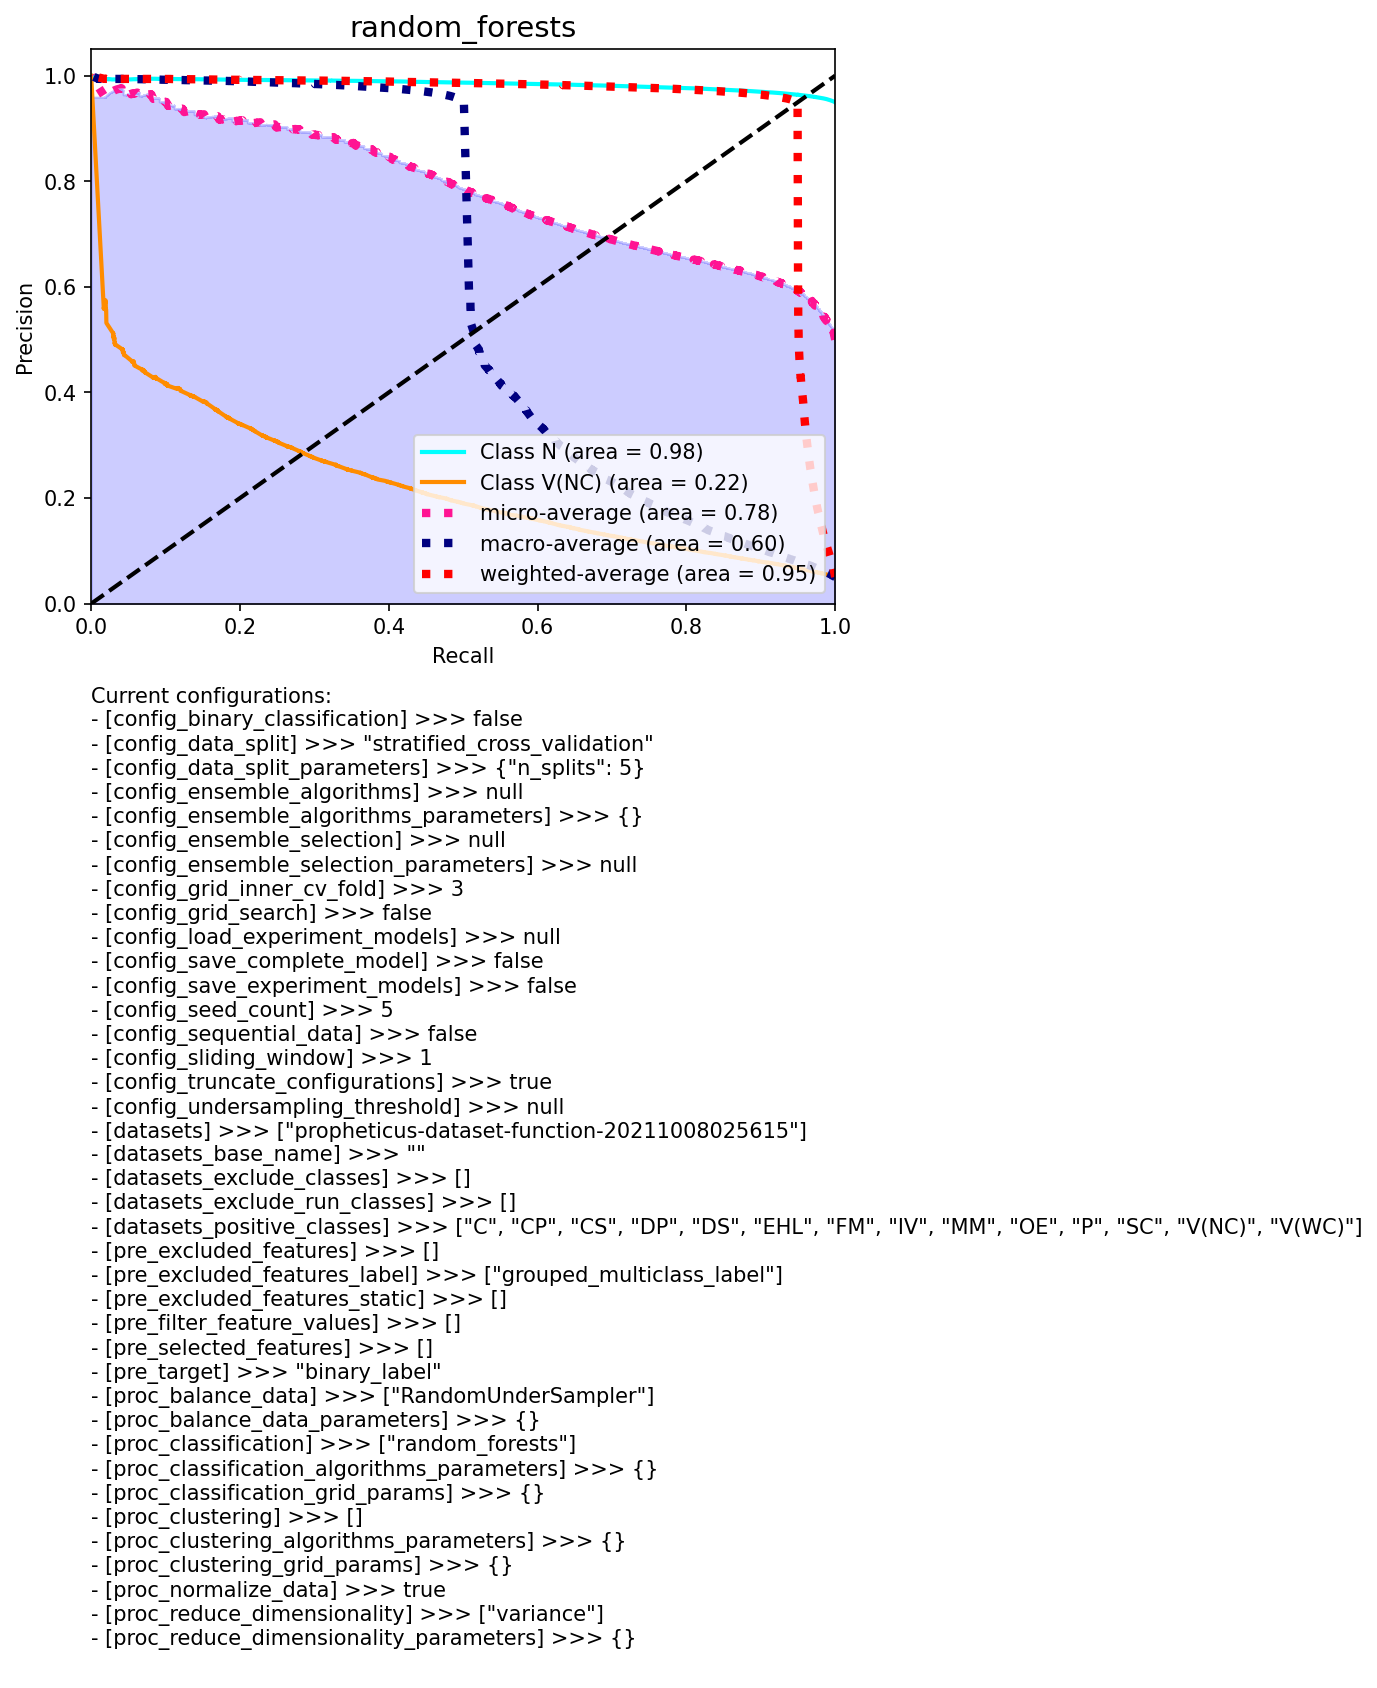 random_forests
1.0
0.8
0.6
0.4
0.2
0.0
Precision
0.0 0.2 0.4 0.6 0.8 1.0
Recall
Class N (area = 0.98)
Class V(NC) (area = 0.22)
micro-average (area = 0.78)
macro-average (area = 0.60)
weighted-average (area = 0.95)
Current configurations:
- [config_binary_classification] >>> false
- [config_data_split] >>> "stratified_cross_validation"
- [config_data_split_parameters] >>> {"n_splits": 5}
- [config_ensemble_algorithms] >>> null
- [config_ensemble_algorithms_parameters] >>> {}
- [config_ensemble_selection] >>> null
- [config_ensemble_selection_parameters] >>> null
- [config_grid_inner_cv_fold] >>> 3
- [config_grid_search] >>> false
- [config_load_experiment_models] >>> null
- [config_save_complete_model] >>> false
- [config_save_experiment_models] >>> false
- [config_seed_count] >>> 5
- [config_sequential_data] >>> false
- [config_sliding_window] >>> 1
- [config_truncate_configurations] >>> true
- [config_undersampling_threshold] >>> null
- [datasets] >>> ["propheticus-dataset-function-20211008025615"]
- [datasets_base_name] >>> ""
- [datasets_exclude_classes] >>> []
- [datasets_exclude_run_classes] >>> []
- [datasets_positive_classes] >>> ["C", "CP", "CS", "DP", "DS", "EHL", "FM", "IV", "MM", "OE", "P", "SC", "V(NC)", "V(WC)"]
- [pre_excluded_features] >>> []
- [pre_excluded_features_label] >>> ["grouped_multiclass_label"]
- [pre_excluded_features_static] >>> []
- [pre_filter_feature_values] >>> []
- [pre_selected_features] >>> []
- [pre_target] >>> "binary_label"
- [proc_balance_data] >>> ["RandomUnderSampler"]
- [proc_balance_data_parameters] >>> {}
- [proc_classification] >>> ["random_forests"]
- [proc_classification_algorithms_parameters] >>> {}
- [proc_classification_grid_params] >>> {}
- [proc_clustering] >>> []
- [proc_clustering_algorithms_parameters] >>> {}
- [proc_clustering_grid_params] >>> {}
- [proc_normalize_data] >>> true
- [proc_reduce_dimensionality] >>> ["variance"]
- [proc_reduce_dimensionality_parameters] >>> {}